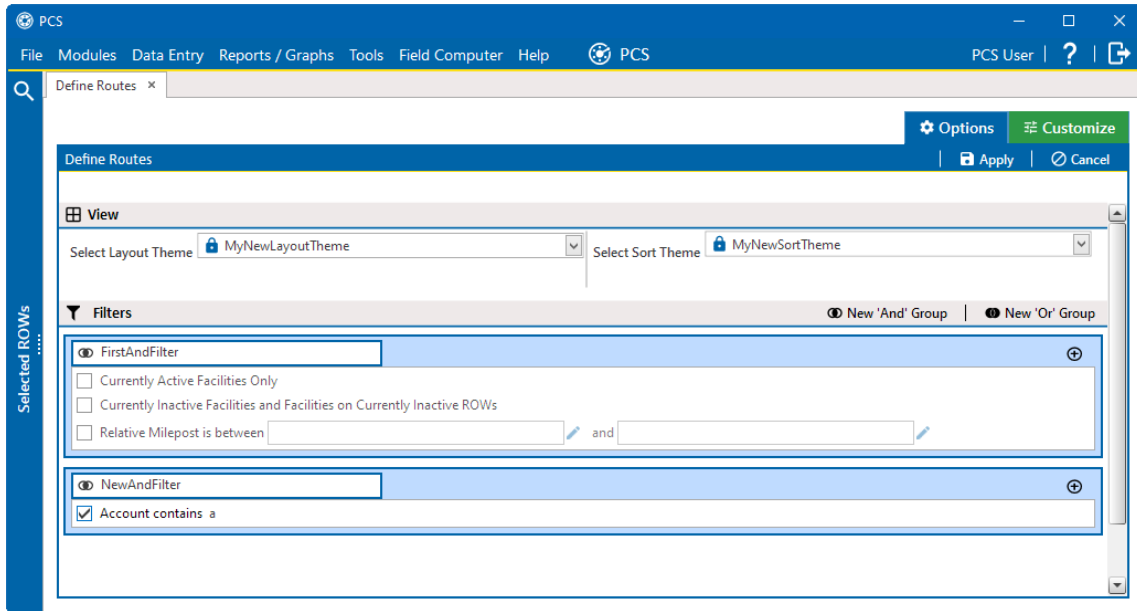 PCS
File Modules Data Entry Reports / Graphs Tools Field Computer Help PCS PCS User | ? |
Define Routes ×
Options Customize
Define Routes | Apply | Cancel
View
Select Layout Theme MyNewLayoutTheme Select Sort Theme MyNewSortTheme
Filters New 'And' Group | New 'Or' Group
FirstAndFilter
Currently Active Facilities Only
Currently Inactive Facilities and Facilities on Currently Inactive ROWs
Relative Milepost is between and
NewAndFilter
Account contains a
Selected ROWs